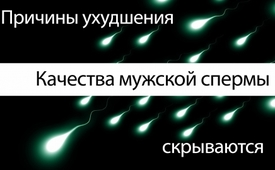 Причины ухудшения
Качества мужской спермы
скрываются